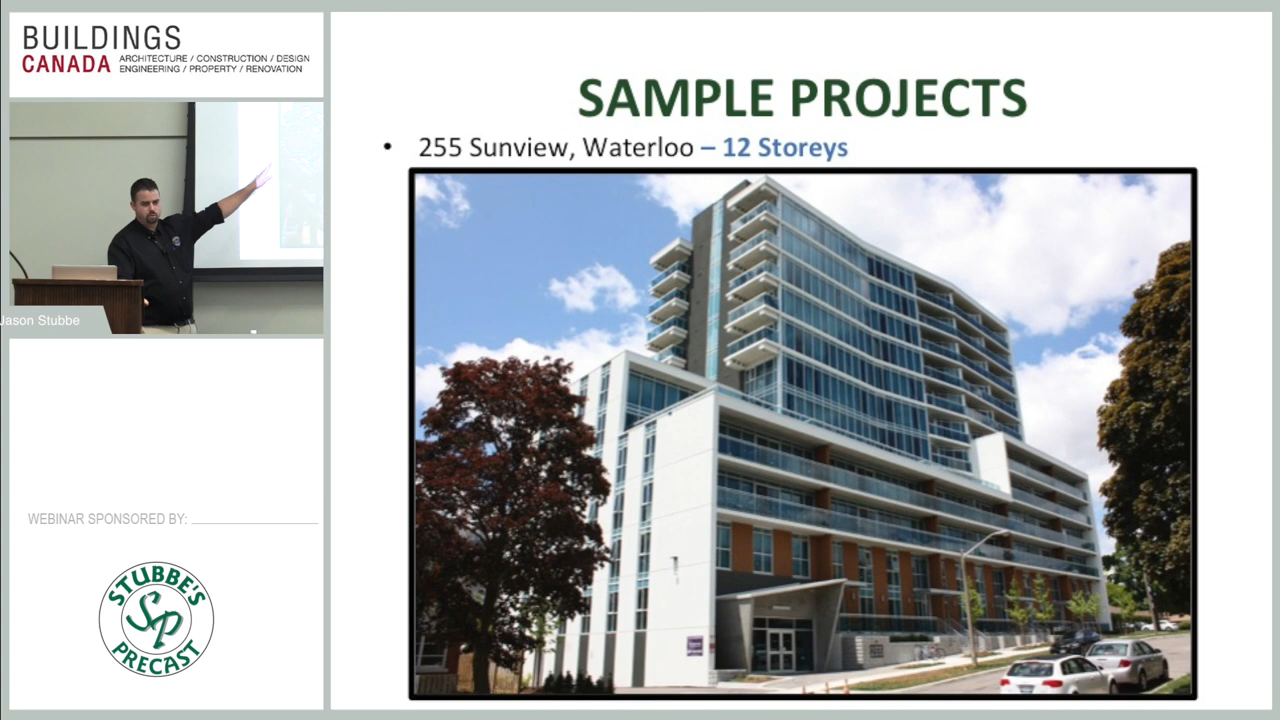 BUILDINGS
CANADA
ARCHITECTURE / CONSTRUCTION / DESIGN
ENGINEERING / PROPERTY / RENOVATION
Jason Stubbe
WEBINAR SPONSORED BY:
STUBBE'S
SP
PRECAST
SAMPLE PROJECTS
• 255 Sunview, Waterloo – 12 Storeys